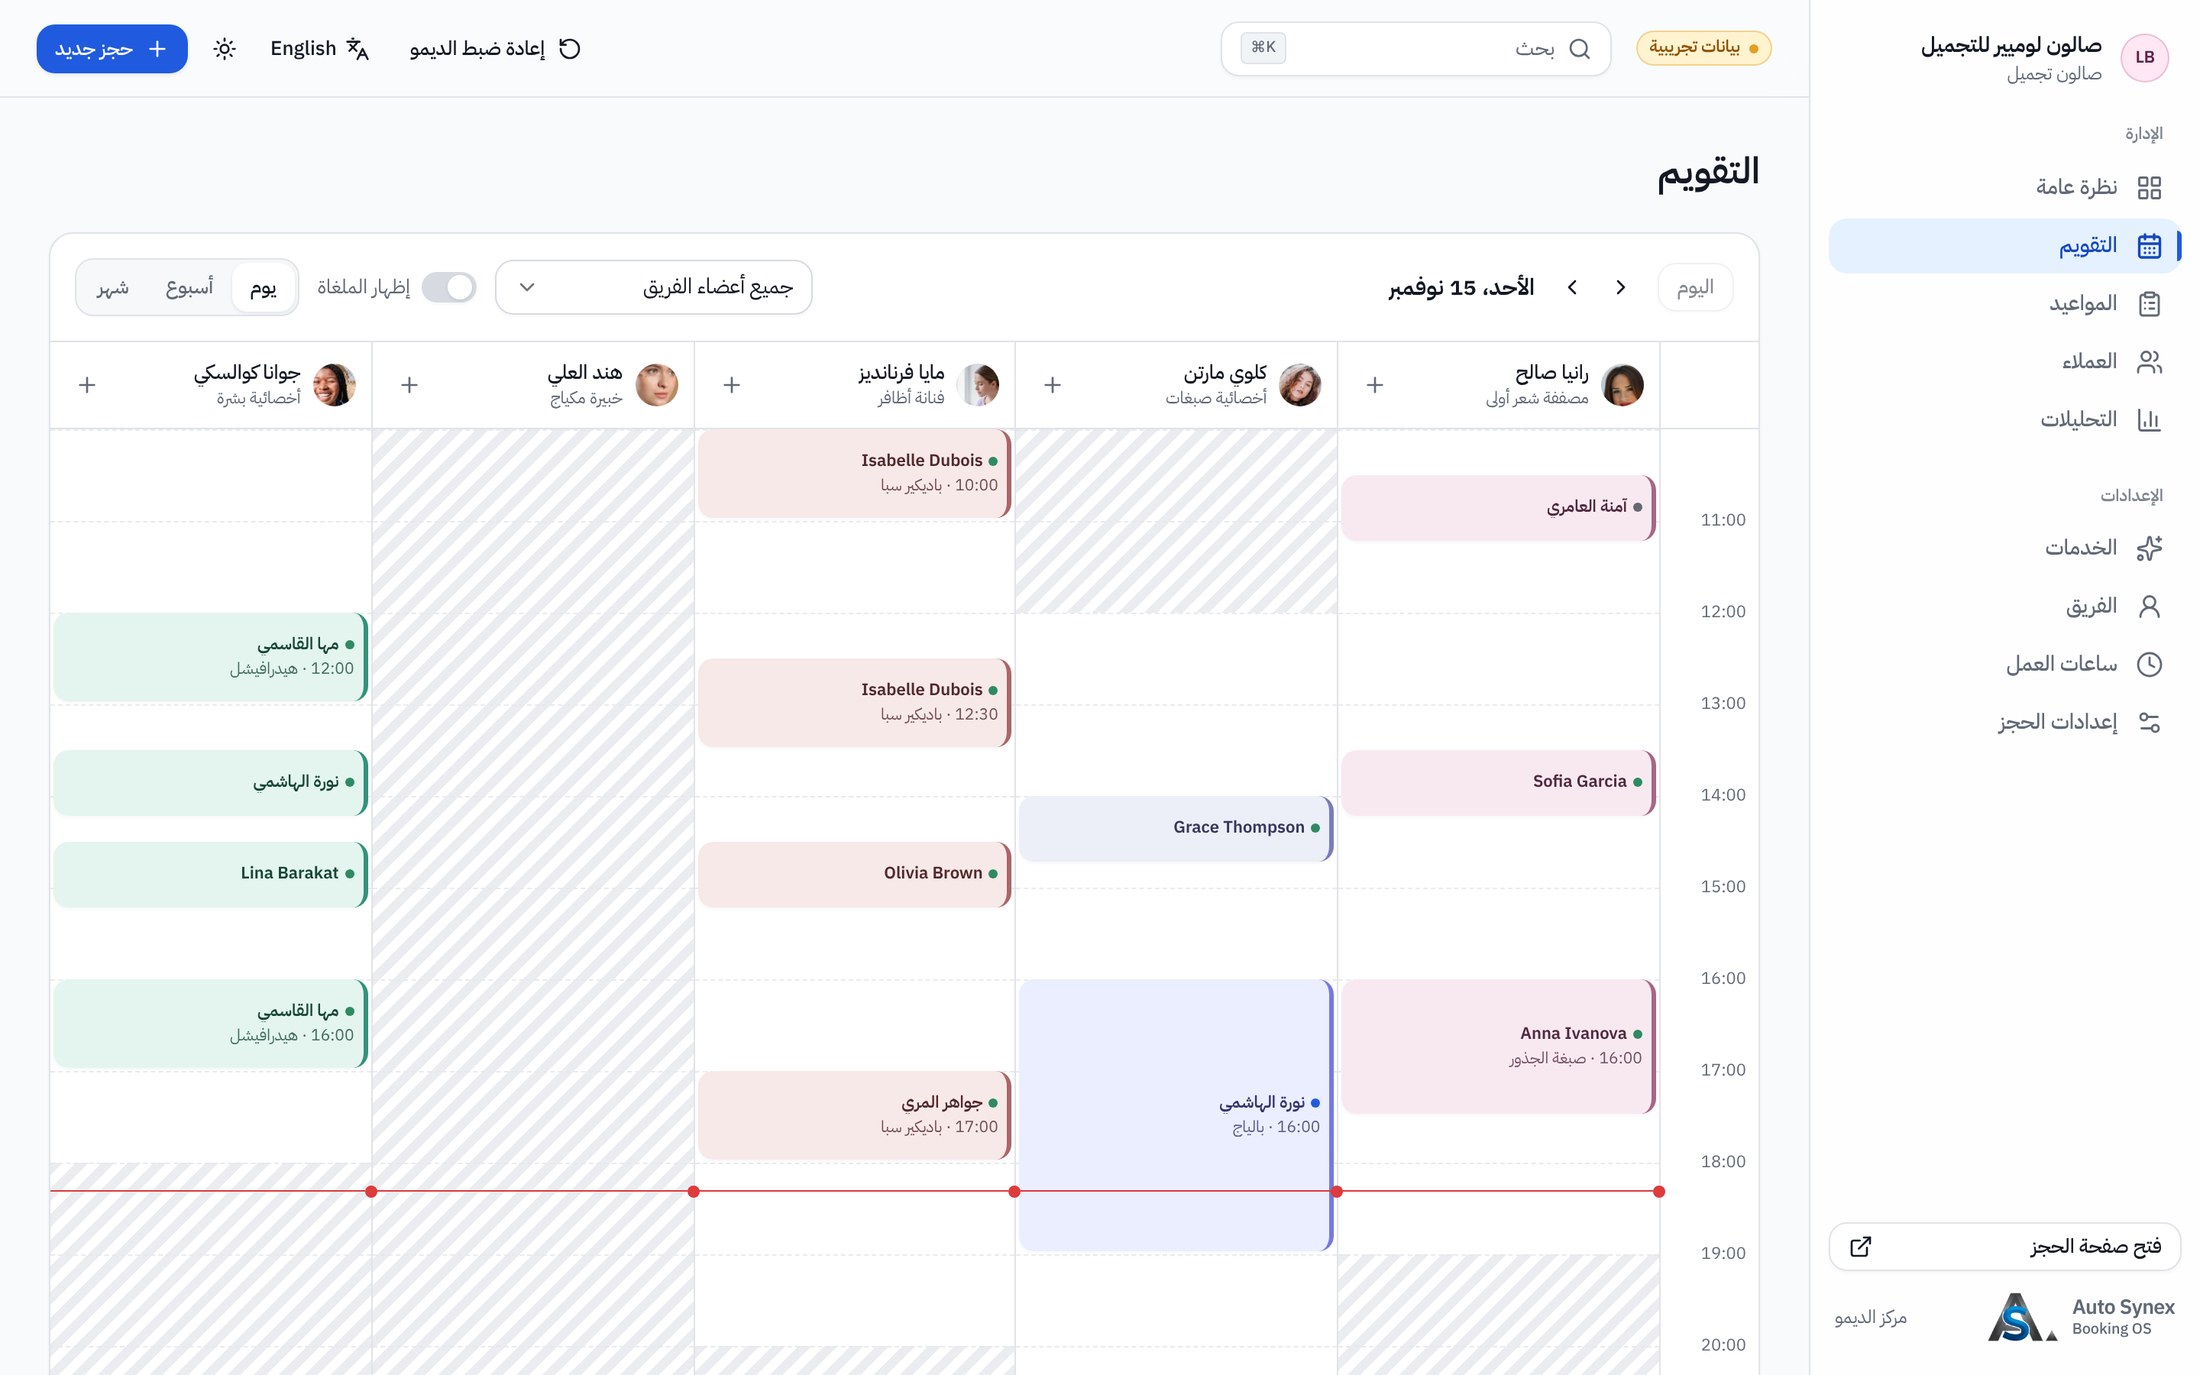 LB
صالون لوميير للتجميل
صالون تجميل
الإدارة
نظرة عامة
التقويم
المواعيد
العملاء
التحليلات
الإعدادات
الخدمات
الفريق
ساعات العمل
إعدادات الحجز
فتح صفحة الحجز
Auto Synex
Booking OS
مركز الديمو
بيانات تجريبية
بحث
⌘K
إعادة ضبط الديمو
English
حجز جديد
التقويم
اليوم
الأحد، 15 نوفمبر
جميع أعضاء الفريق
إظهار الملغاة
يوم
أسبوع
شهر
رانيا صالح
مصففة شعر أولى
كلوي مارتن
أخصائية صبغات
مايا فرنانديز
فنانة أظافر
هند العلي
خبيرة مكياج
جوانا كوالسكي
أخصائية بشرة
11:00
12:00
13:00
14:00
15:00
16:00
17:00
18:00
19:00
20:00
آمنة العامري
Sofia Garcia
Anna Ivanova
16:00 · صبغة الجذور
Grace Thompson
نورة الهاشمي
16:00 · بالياج
Isabelle Dubois
10:00 · باديكير سبا
Isabelle Dubois
12:30 · باديكير سبا
Olivia Brown
جواهر المري
17:00 · باديكير سبا
مها القاسمي
12:00 · هيدرافيشل
نورة الهاشمي
Lina Barakat
مها القاسمي
16:00 · هيدرافيشل